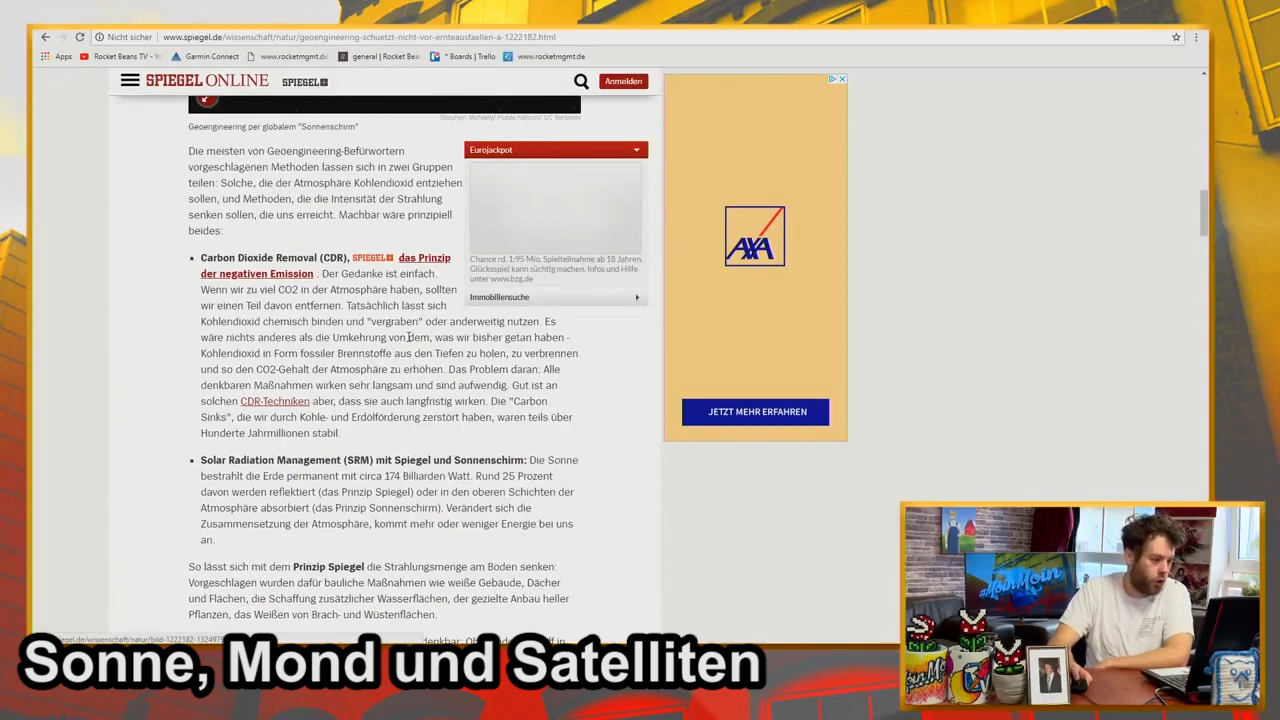 Nicht sicher
www.spiegel.de/wissenschaft/natur/geoengineering-schuetzt-nicht-vor-ernteausfaellen-a-1222182.html
Apps
Rocket Beans TV - Yo
Garmin Connect
www.rocketmgmt.de
general | Rocket Bea
* Boards | Trello
www.rocketmgmt.de
SPIEGEL ONLINE
SPIEGEL+
Anmelden
Geoengineering per globalem "Sonnenschirm"
Die meisten von Geoengineering-Befürwortern
vorgeschlagenen Methoden lassen sich in zwei Gruppen
teilen: Solche, die der Atmosphäre Kohlendioxid entziehen
sollen, und Methoden, die die Intensität der Strahlung
senken sollen, die uns erreicht. Machbar wäre prinzipiell
beides:
Eurojackpot
Chance rd. 1:95 Mio. Spielteilnahme ab 18 Jahren.
Glücksspiel kann süchtig machen. Infos und Hilfe
unter www.bzg.de
Immobiliensuche
Carbon Dioxide Removal (CDR), SPIEGEL+ das Prinzip
der negativen Emission : Der Gedanke ist einfach.
Wenn wir zu viel CO2 in der Atmosphäre haben, sollten
wir einen Teil davon entfernen. Tatsächlich lässt sich
Kohlendioxid chemisch binden und "vergraben" oder anderweitig nutzen. Es
wäre nichts anderes als die Umkehrung von dem, was wir bisher getan haben -
Kohlendioxid in Form fossiler Brennstoffe aus den Tiefen zu holen, zu verbrennen
und so den CO2-Gehalt der Atmosphäre zu erhöhen. Das Problem daran: Alle
denkbaren Maßnahmen wirken sehr langsam und sind aufwendig. Gut ist an
solchen CDR-Techniken aber, dass sie auch langfristig wirken. Die "Carbon
Sinks", die wir durch Kohle- und Erdölförderung zerstört haben, waren teils über
Hunderte Jahrmillionen stabil.
Solar Radiation Management (SRM) mit Spiegel und Sonnenschirm: Die Sonne
bestrahlt die Erde permanent mit circa 174 Billiarden Watt. Rund 25 Prozent
davon werden reflektiert (das Prinzip Spiegel) oder in den oberen Schichten der
Atmosphäre absorbiert (das Prinzip Sonnenschirm). Verändert sich die
Zusammensetzung der Atmosphäre, kommt mehr oder weniger Energie bei uns
an.
So lässt sich mit dem Prinzip Spiegel die Strahlungsmenge am Boden senken:
Vorgeschlagen wurden dafür bauliche Maßnahmen wie weiße Gebäude, Dächer
und Flächen, die Schaffung zusätzlicher Wasserflächen, der gezielte Anbau heller
Pflanzen, das Weißen von Brach- und Wüstenflächen.
AXA
JETZT MEHR ERFAHREN
MoinMoin
Sonne, Mond und Satelliten